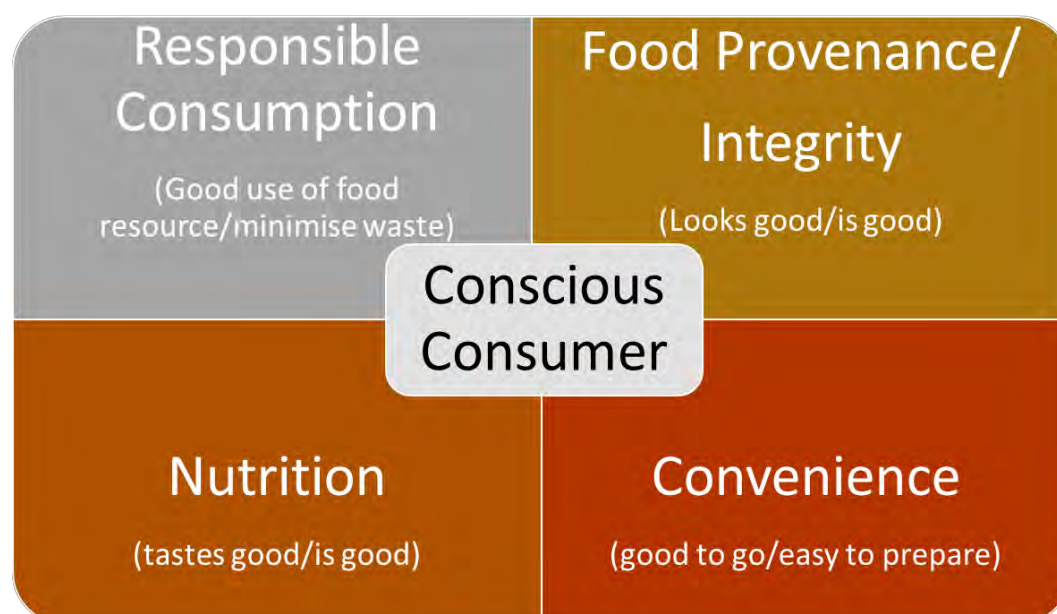 Responsible
Consumption
(Good use of food
resource/minimise waste)
Food Provenance/
Integrity
(Looks good/is good)
Conscious
Consumer
Nutrition
(tastes good/is good)
Convenience
(good to go/easy to prepare)